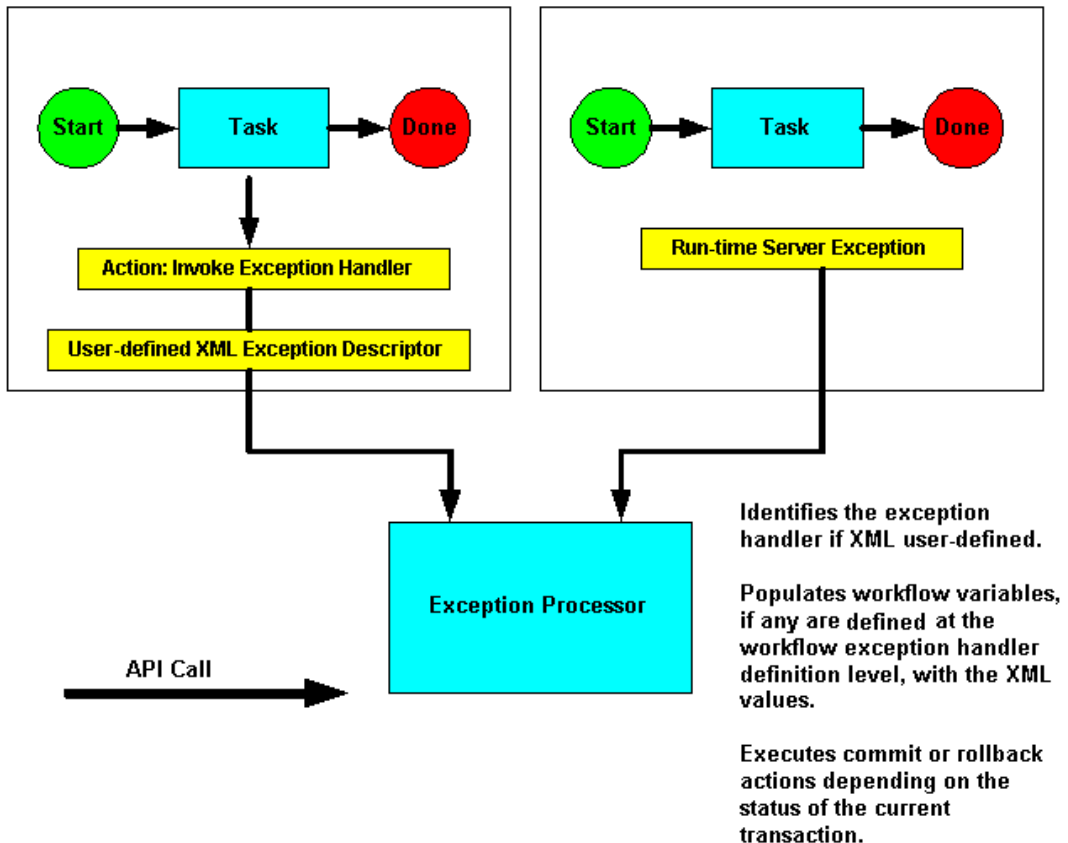 Start
Task
Done
Action: Invoke Exception Handler
User-defined XML Exception Descriptor
Start
Task
Done
Run-time Server Exception
Exception Processor
API Call
Identifies the exception
handler if XML user-defined.
Populates workflow variables,
if any are defined at the
workflow exception handler
definition level, with the XML
values.
Executes commit or rollback
actions depending on the
status of the current
transaction.